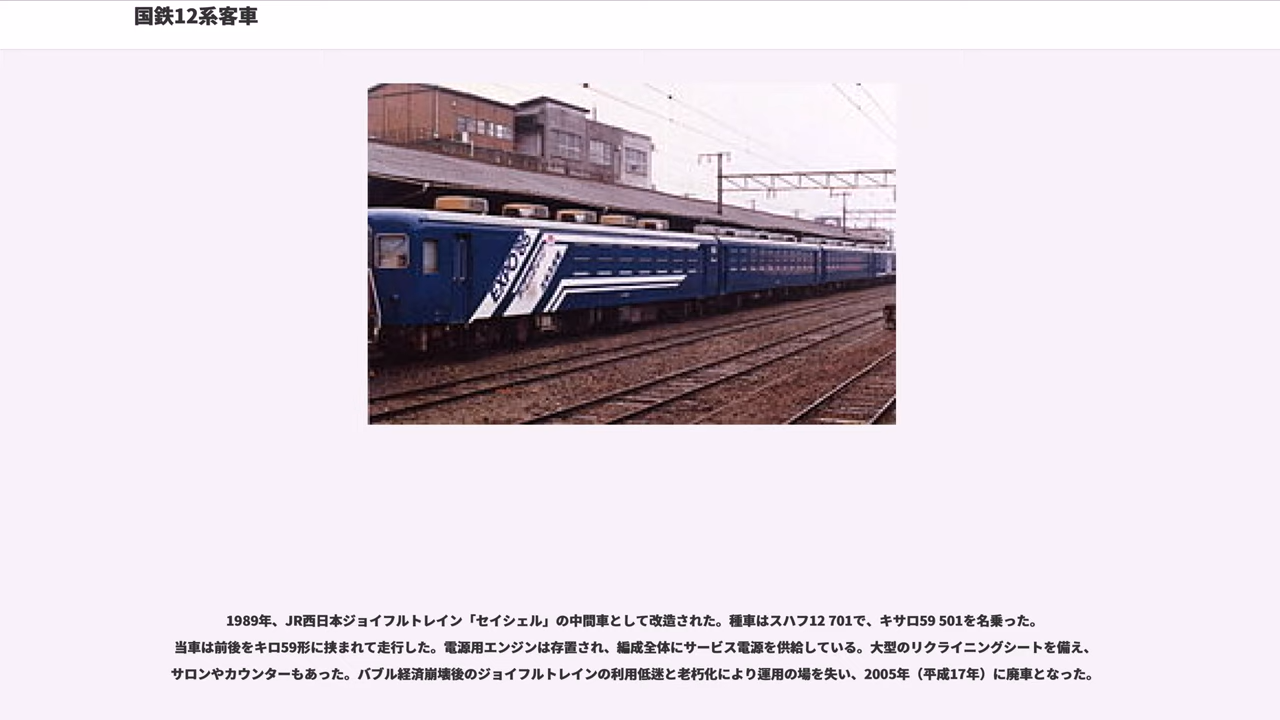 国鉄12系客車
EXPO'85
1989年、JR西日本ジョイフルトレイン「セイシェル」の中間車として改造された。種車はスハフ12 701で、キサロ59 501を名乗った。
当車は前後をキロ59形に挟まれて走行した。電源用エンジンは存置され、編成全体にサービス電源を供給している。大型のリクライニングシートを備え、
サロンやカウンターもあった。バブル経済崩壊後のジョイフルトレインの利用低迷と老朽化により運用の場を失い、2005年（平成17年）に廃車となった。